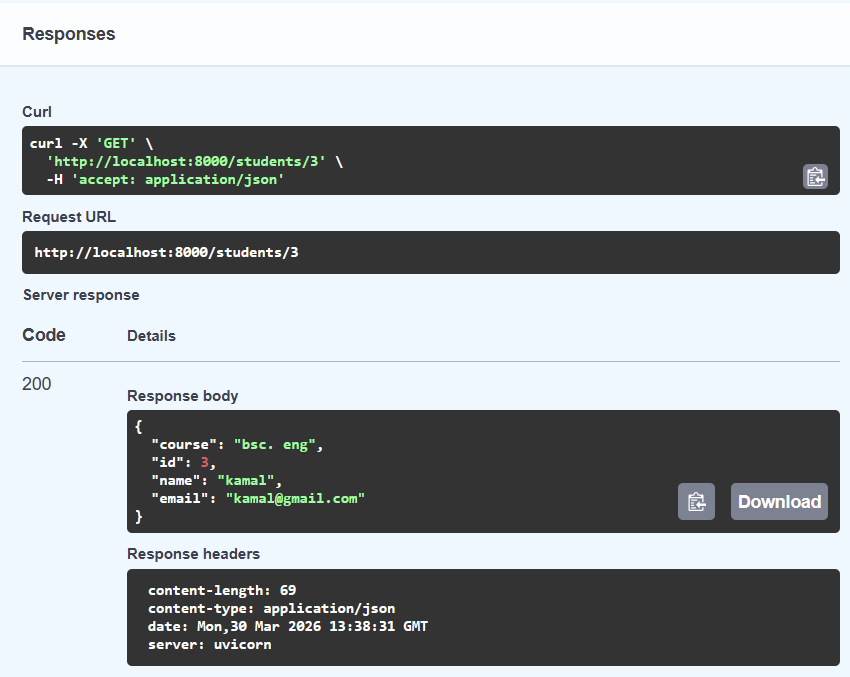 Responses
Curl
curl -X 'GET' \
  'http://localhost:8000/students/3' \
  -H 'accept: application/json'
Request URL
http://localhost:8000/students/3
Server response
Code Details
200
Response body
{
  "course": "bsc. eng",
  "id": 3,
  "name": "kamal",
  "email": "kamal@gmail.com"
}
Download
Response headers
content-length: 69
content-type: application/json
date: Mon,30 Mar 2026 13:38:31 GMT
server: uvicorn